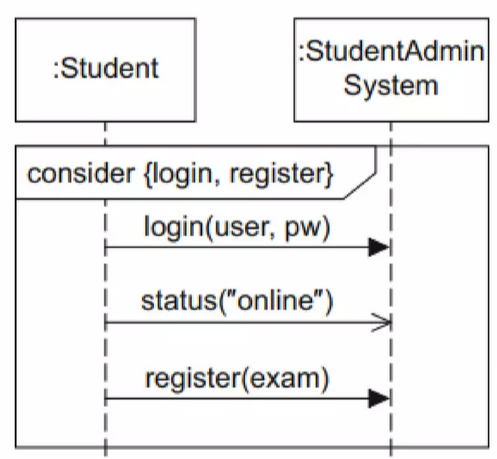 :Student
:StudentAdmin
System
consider {login, register}
login(user, pw)
status("online")
register(exam)